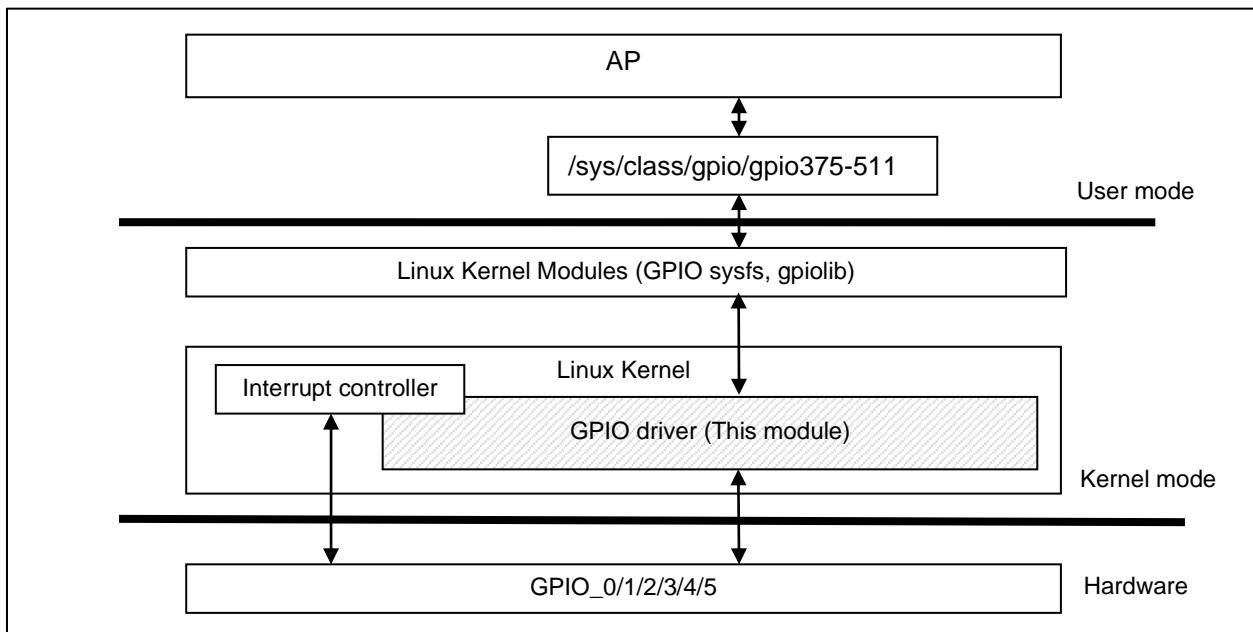 AP
/sys/class/gpio/gpio375-511
User mode
Linux Kernel Modules (GPIO sysfs, gpiolib)
Linux Kernel
Interrupt controller
GPIO driver (This module)
Kernel mode
GPIO_0/1/2/3/4/5
Hardware